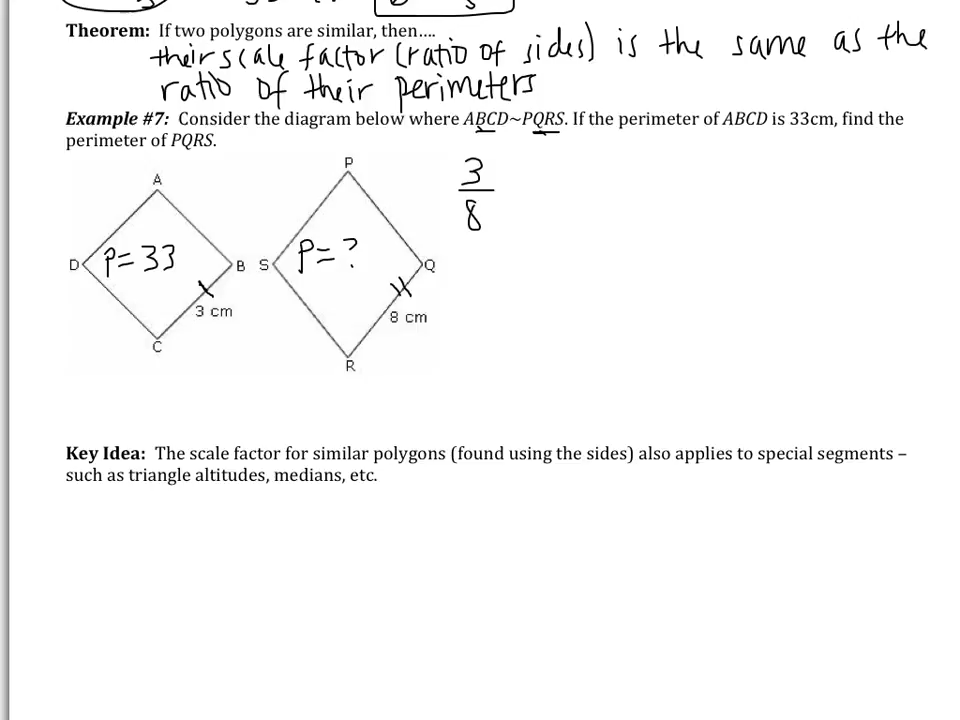 Theorem: If two polygons are similar, then....
their scale factor (ratio of sides) is the same as the
ratio of their perimeters
Example #7: Consider the diagram below where ABCD~PQRS. If the perimeter of ABCD is 33cm, find the
perimeter of PQRS.
A
P
3
8
D
P=33
B
S
P=?
Q
3 cm
8 cm
C
R
Key Idea: The scale factor for similar polygons (found using the sides) also applies to special segments –
such as triangle altitudes, medians, etc.